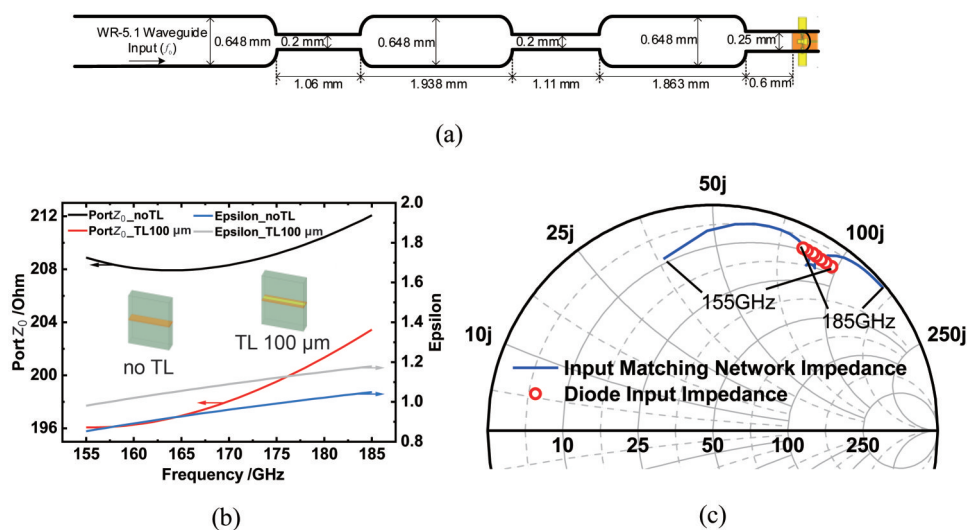 WR-5.1 Waveguide
Input (f₀)
0.648 mm
0.2 mm
0.648 mm
0.2 mm
0.648 mm
0.25 mm
1.06 mm
1.938 mm
1.11 mm
1.863 mm
0.6 mm
(a)
212
208
204
200
196
Port Z₀ /Ohm
PortZ₀_noTL
PortZ₀_TL100 μm
Epsilon_noTL
Epsilon_TL100 μm
no TL
TL 100 μm
2.0
1.8
1.6
1.4
1.2
1.0
0.8
Epsilon
155 160 165 170 175 180 185
Frequency /GHz
(b)
50j
25j
100j
10j
250j
155GHz
185GHz
Input Matching Network Impedance
Diode Input Impedance
10 25 50 100 250
(c)